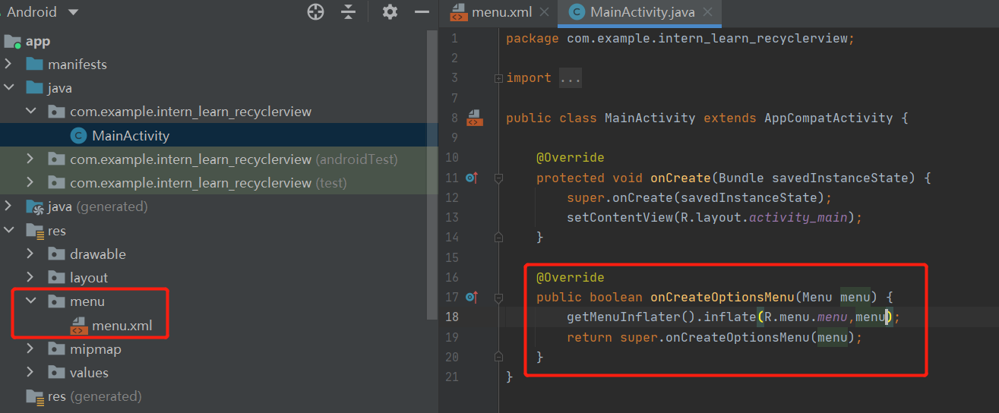 Android
app
manifests
java
com.example.intern_learn_recyclerview
MainActivity
com.example.intern_learn_recyclerview (androidTest)
com.example.intern_learn_recyclerview (test)
java (generated)
res
drawable
layout
menu
menu.xml
mipmap
values
res (generated)
menu.xml
MainActivity.java
1 package com.example.intern_learn_recyclerview;
2
3 import ...
7
8 public class MainActivity extends AppCompatActivity {
9
10 @Override
11 protected void onCreate(Bundle savedInstanceState) {
12 super.onCreate(savedInstanceState);
13 setContentView(R.layout.activity_main);
14 }
15
16 @Override
17 public boolean onCreateOptionsMenu(Menu menu) {
18 getMenuInflater().inflate(R.menu.menu,menu);
19 return super.onCreateOptionsMenu(menu);
20 }
21 }